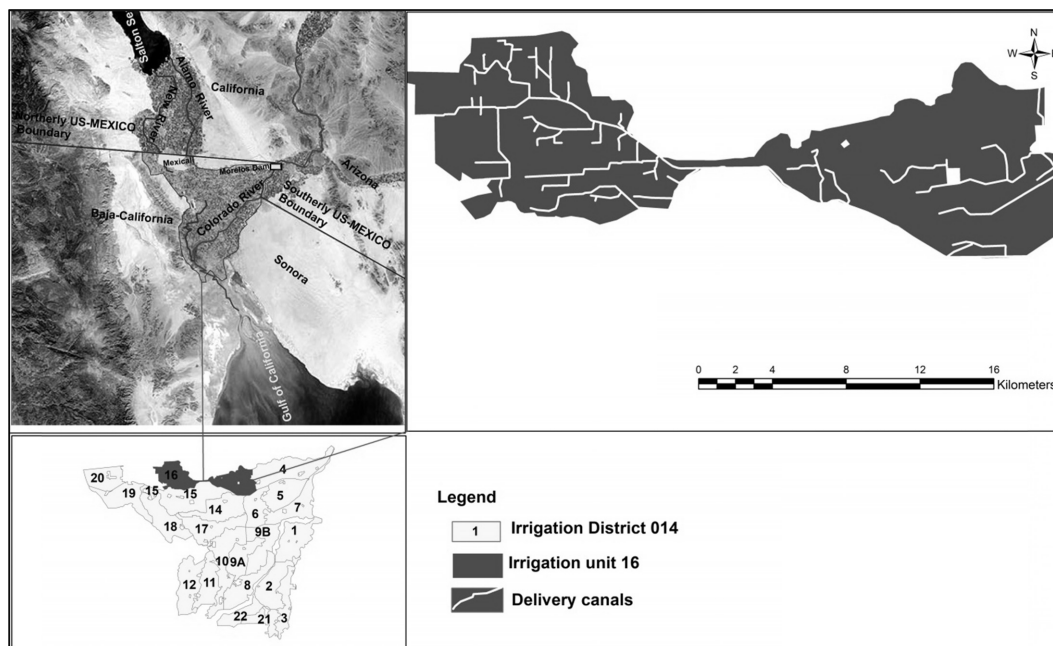 Salton Se
Alamo River
New River
California
Northerly US-MEXICO
Boundary
Mexicali
Morelos Dam
Arizona
Southerly US-MEXICO
Boundary
Baja-California
Colorado River
Sonora
Gulf of California
N
W
E
S
0 2 4 8 12 16
Kilometers
20
16
4
19
15
15
5
14
6
7
18
17
9B
1
10
9A
12
11
8
2
22
21
3
Legend
1 Irrigation District 014
Irrigation unit 16
Delivery canals